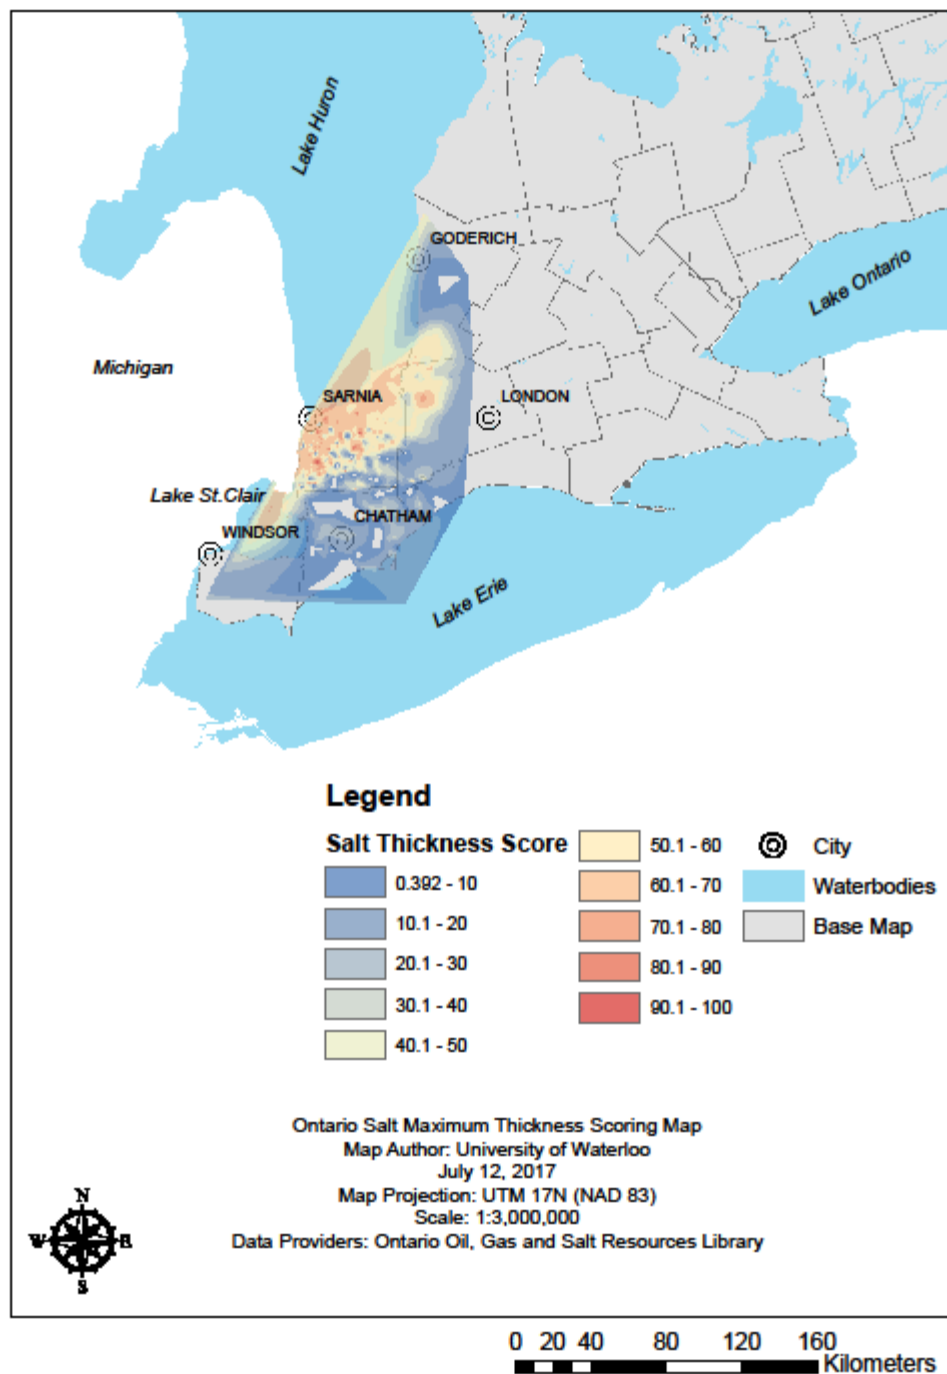 Lake Huron
GODERICH
Lake Ontario
Michigan
SARNIA
LONDON
Lake St.Clair
CHATHAM
WINDSOR
Lake Erie
Legend
Salt Thickness Score
0.392 - 10
10.1 - 20
20.1 - 30
30.1 - 40
40.1 - 50
50.1 - 60
60.1 - 70
70.1 - 80
80.1 - 90
90.1 - 100
City
Waterbodies
Base Map
Ontario Salt Maximum Thickness Scoring Map
Map Author: University of Waterloo
July 12, 2017
Map Projection: UTM 17N (NAD 83)
Scale: 1:3,000,000
Data Providers: Ontario Oil, Gas and Salt Resources Library
N
W E
S
0 20 40 80 120 160
Kilometers